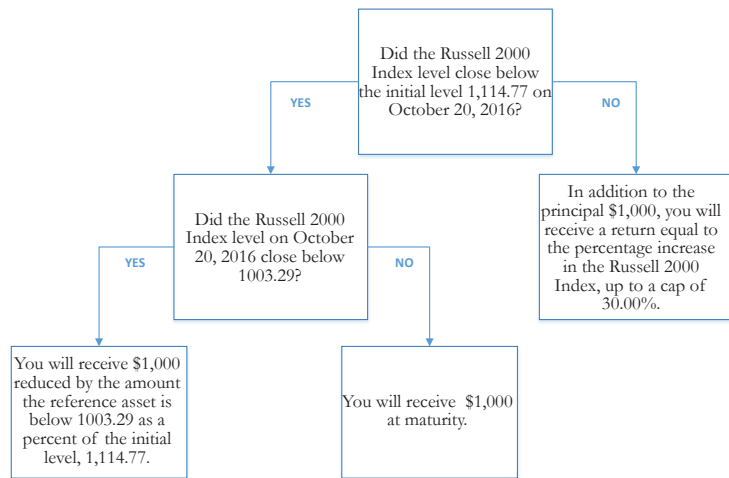 Did the Russell 2000
Index level close below
the initial level 1,114.77 on
October 20, 2016?
YES
NO
Did the Russell 2000
Index level on October
20, 2016 close below
1003.29?
In addition to the
principal $1,000, you will
receive a return equal to
the percentage increase
in the Russell 2000
Index, up to a cap of
30.00%.
YES
NO
You will receive $1,000
reduced by the amount
the reference asset is
below 1003.29 as a
percent of the initial
level, 1,114.77.
You will receive $1,000
at maturity.